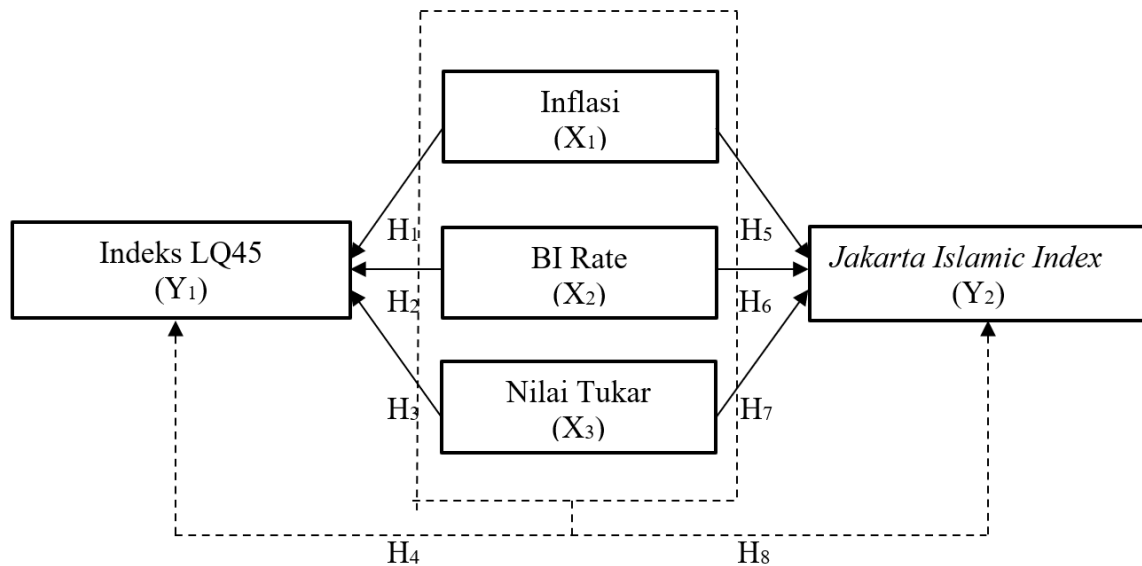 Inflasi
(X₁)
H₁
H₅
Indeks LQ45
(Y₁)
BI Rate
(X₂)
Jakarta Islamic Index
(Y₂)
H₂
H₆
Nilai Tukar
(X₃)
H₃
H₇
H₄
H₈